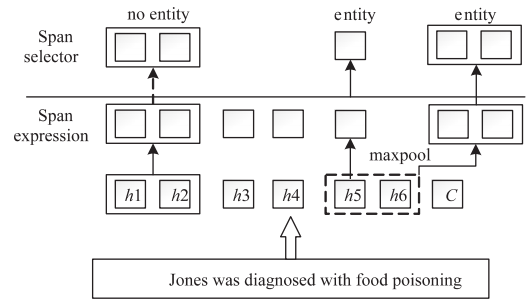 no entity entity entity
Span
selector
Span
expression
maxpool
h1 h2 h3 h4 h5 h6 C
Jones was diagnosed with food poisoning